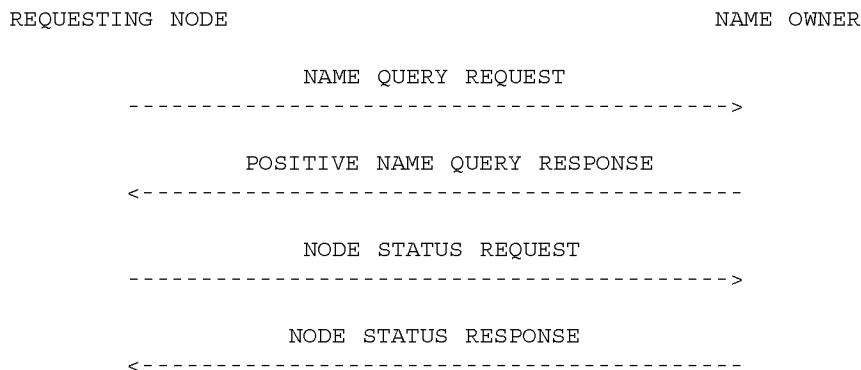 REQUESTING NODE NAME OWNER
NAME QUERY REQUEST
----------------------------------------->
POSITIVE NAME QUERY RESPONSE
<-----------------------------------------
NODE STATUS REQUEST
----------------------------------------->
NODE STATUS RESPONSE
<-----------------------------------------